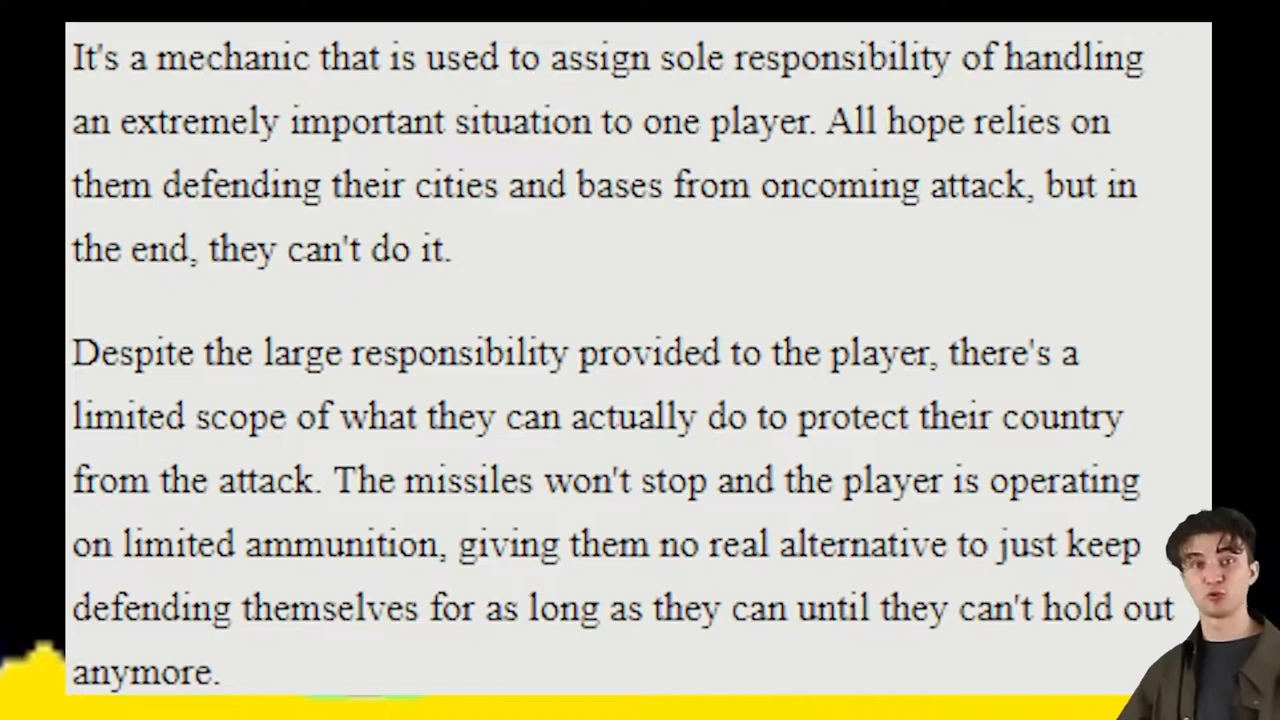 It's a mechanic that is used to assign sole responsibility of handling
an extremely important situation to one player. All hope relies on
them defending their cities and bases from oncoming attack, but in
the end, they can't do it.
Despite the large responsibility provided to the player, there's a
limited scope of what they can actually do to protect their country
from the attack. The missiles won't stop and the player is operating
on limited ammunition, giving them no real alternative to just keep
defending themselves for as long as they can until they can't hold out
anymore.